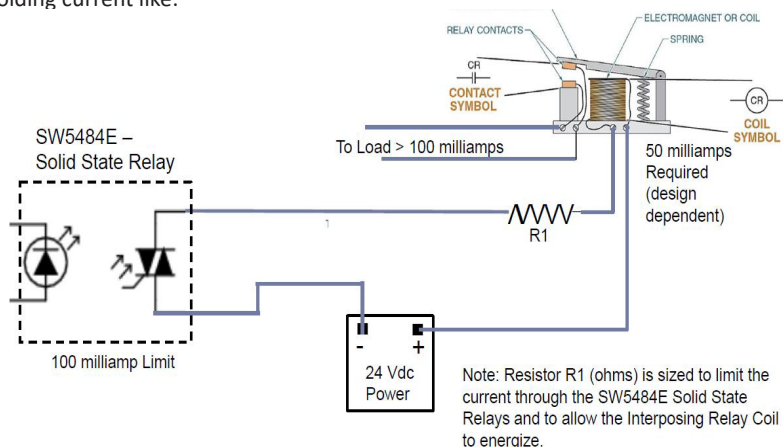 olding current like:
ELECTROMAGNET OR COIL
RELAY CONTACTS
SPRING
CR
CONTACT
SYMBOL
CR
COIL
SYMBOL
SW5484E –
Solid State Relay
To Load > 100 milliamps
50 milliamps
Required
(design
dependent)
R1
100 milliamp Limit
- +
24 Vdc
Power
Note: Resistor R1 (ohms) is sized to limit the
current through the SW5484E Solid State
Relays and to allow the Interposing Relay Coil
to energize.